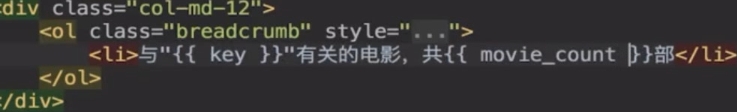 <div class="col-md-12">
<ol class="breadcrumb" style="...">
<li>与"{{ key }}"有关的电影，共{{ movie_count }}部</li>
</ol>
</div>